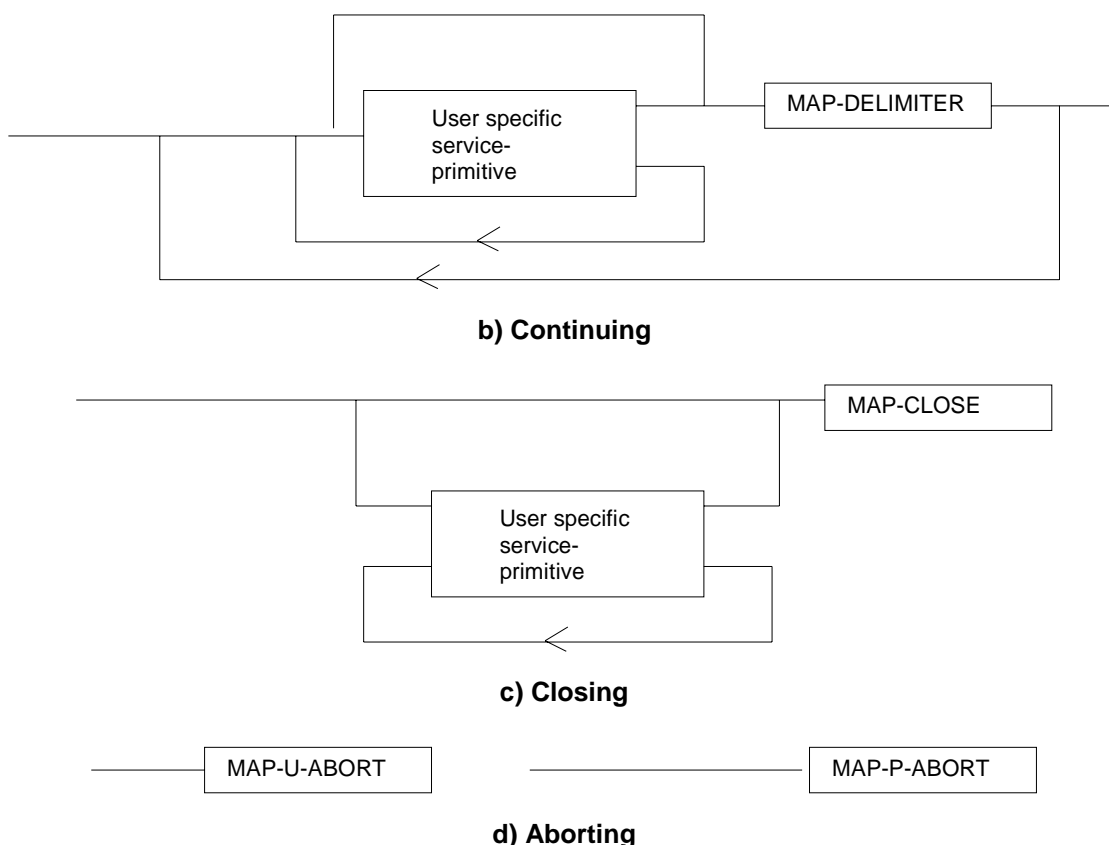 User specific
service-
primitive
MAP-DELIMITER
b) Continuing
MAP-CLOSE
User specific
service-
primitive
c) Closing
MAP-U-ABORT
MAP-P-ABORT
d) Aborting